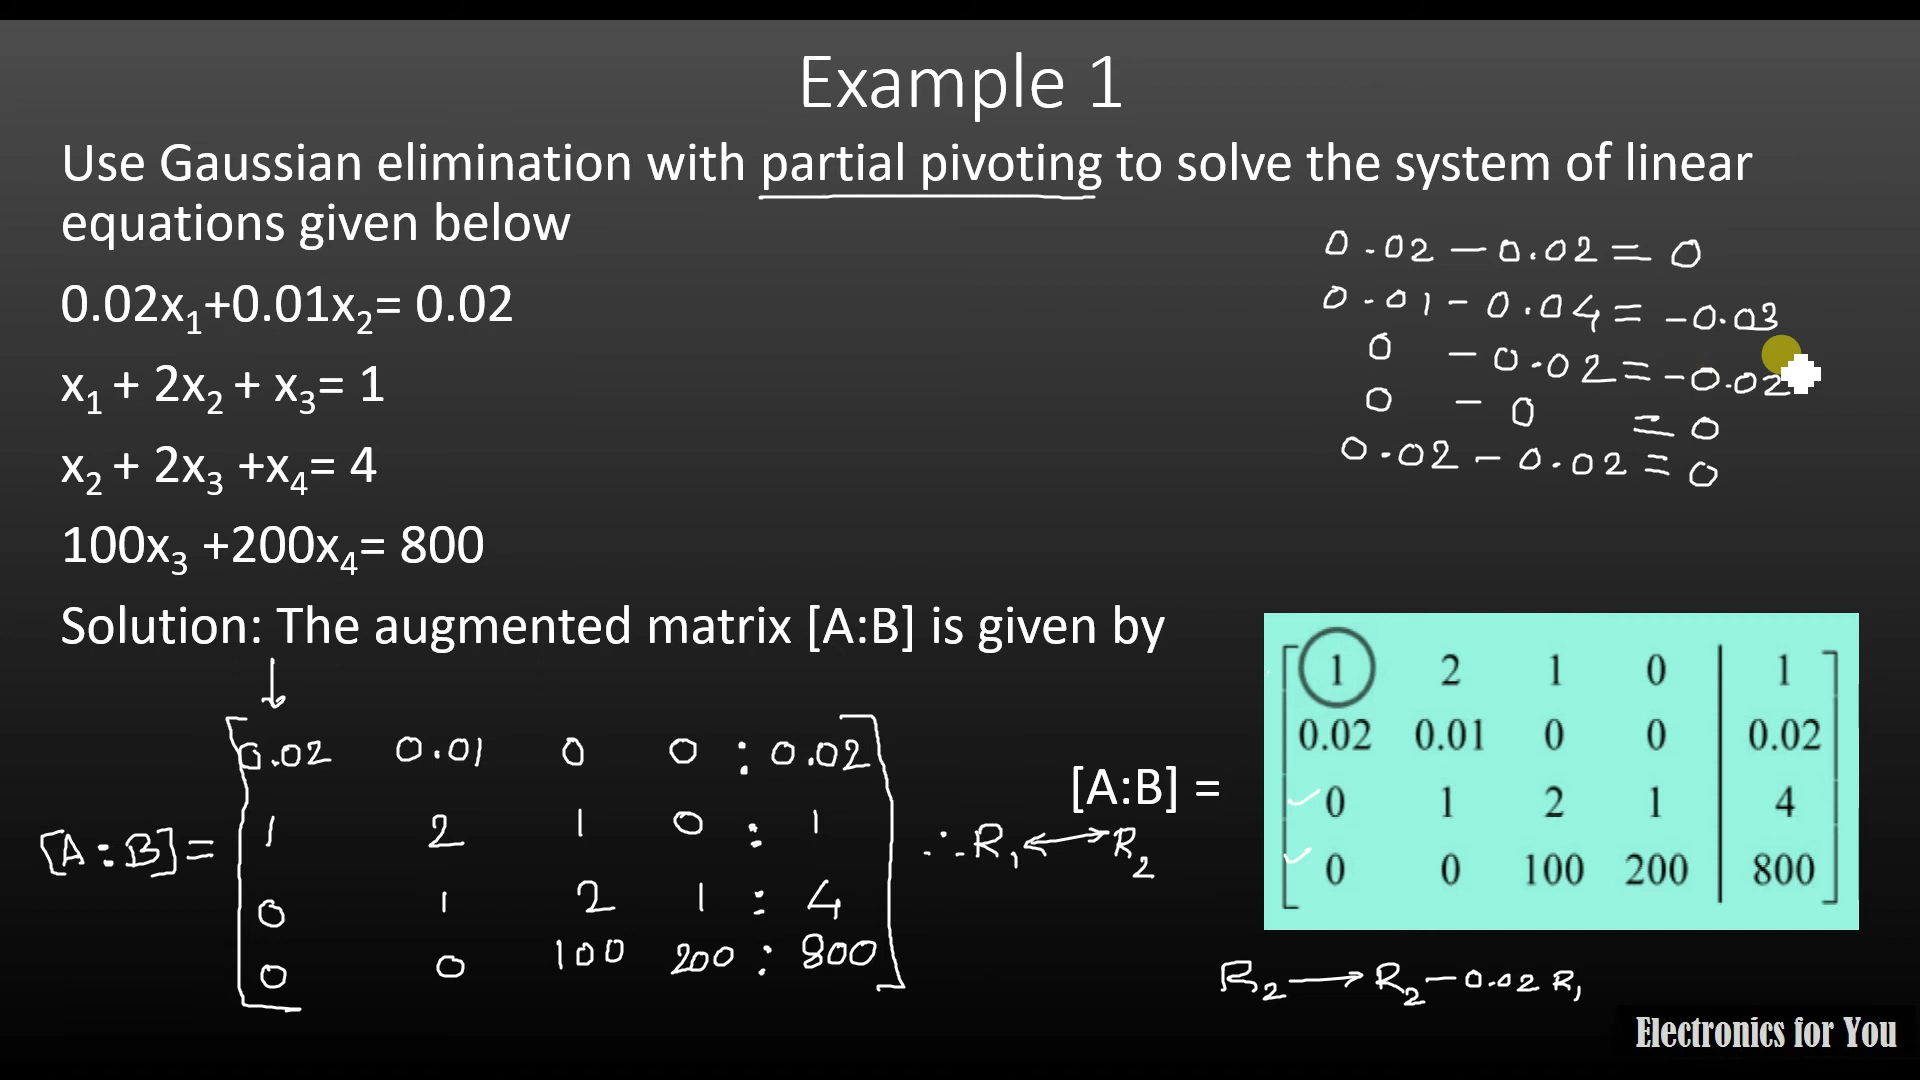 Example 1
Use Gaussian elimination with partial pivoting to solve the system of linear
equations given below
0.02x₁+0.01x₂= 0.02
x₁ + 2x₂ + x₃= 1
x₂ + 2x₃ +x₄= 4
100x₃ +200x₄= 800
0.02 − 0.02 = 0
0.01 − 0.04 = −0.03
0 − 0.02 = −0.02
0 − 0 = 0
0.02 − 0.02 = 0
Solution: The augmented matrix [A:B] is given by
[A:B]=
0.02 0.01 0 0 : 0.02
1 2 1 0 : 1
0 1 2 1 : 4
0 0 100 200 : 800
∴ R₁ ↔ R₂
[A:B] =
1 2 1 0 | 1
0.02 0.01 0 0 | 0.02
0 1 2 1 | 4
0 0 100 200 | 800
R₂ → R₂ − 0.02 R₁
Electronics for You